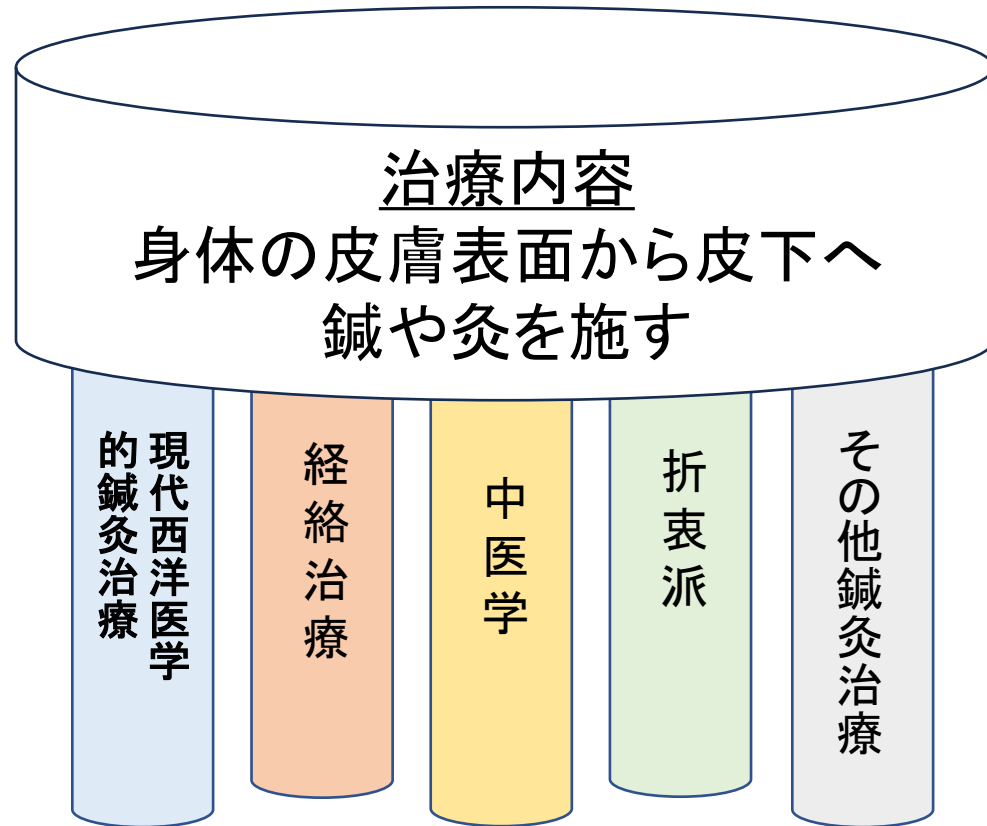 治療内容
身体の皮膚表面から皮下へ
鍼や灸を施す
現代西洋医学
的鍼灸治療
経絡治療
中医学
折衷派
その他鍼灸治療